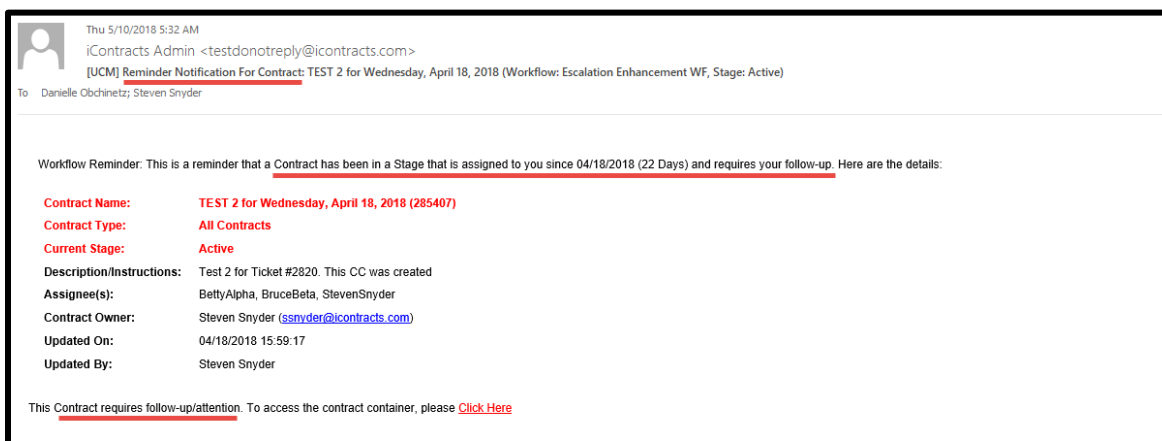 Thu 5/10/2018 5:32 AM
iContracts Admin <testdonotreply@icontracts.com>
[UCM] Reminder Notification For Contract: TEST 2 for Wednesday, April 18, 2018 (Workflow: Escalation Enhancement WF, Stage: Active)
To Danielle Obchinetz; Steven Snyder
Workflow Reminder: This is a reminder that a Contract has been in a Stage that is assigned to you since 04/18/2018 (22 Days) and requires your follow-up. Here are the details:
Contract Name: TEST 2 for Wednesday, April 18, 2018 (285407)
Contract Type: All Contracts
Current Stage: Active
Description/Instructions: Test 2 for Ticket #2820. This CC was created
Assignee(s): BettyAlpha, BruceBeta, StevenSnyder
Contract Owner: Steven Snyder (ssnyder@icontracts.com)
Updated On: 04/18/2018 15:59:17
Updated By: Steven Snyder
This Contract requires follow-up/attention. To access the contract container, please Click Here